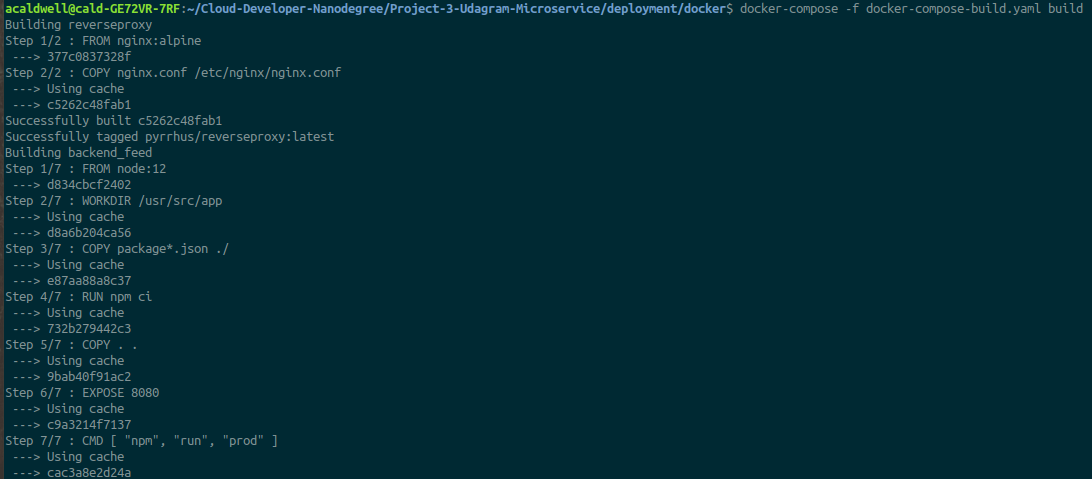 acaldwell@cald-GE72VR-7RF:~/Cloud-Developer-Nanodegree/Project-3-Udagram-Microservice/deployment/docker$ docker-compose -f docker-compose-build.yaml build
Building reverseproxy
Step 1/2 : FROM nginx:alpine
 ---> 377c0837328f
Step 2/2 : COPY nginx.conf /etc/nginx/nginx.conf
 ---> Using cache
 ---> c5262c48fab1
Successfully built c5262c48fab1
Successfully tagged pyrrhus/reverseproxy:latest
Building backend_feed
Step 1/7 : FROM node:12
 ---> d834cbcf2402
Step 2/7 : WORKDIR /usr/src/app
 ---> Using cache
 ---> d8a6b204ca56
Step 3/7 : COPY package*.json ./
 ---> Using cache
 ---> e87aa88a8c37
Step 4/7 : RUN npm ci
 ---> Using cache
 ---> 732b279442c3
Step 5/7 : COPY . .
 ---> Using cache
 ---> 9bab40f91ac2
Step 6/7 : EXPOSE 8080
 ---> Using cache
 ---> c9a3214f7137
Step 7/7 : CMD [ "npm", "run", "prod" ]
 ---> Using cache
 ---> cac3a8e2d24a